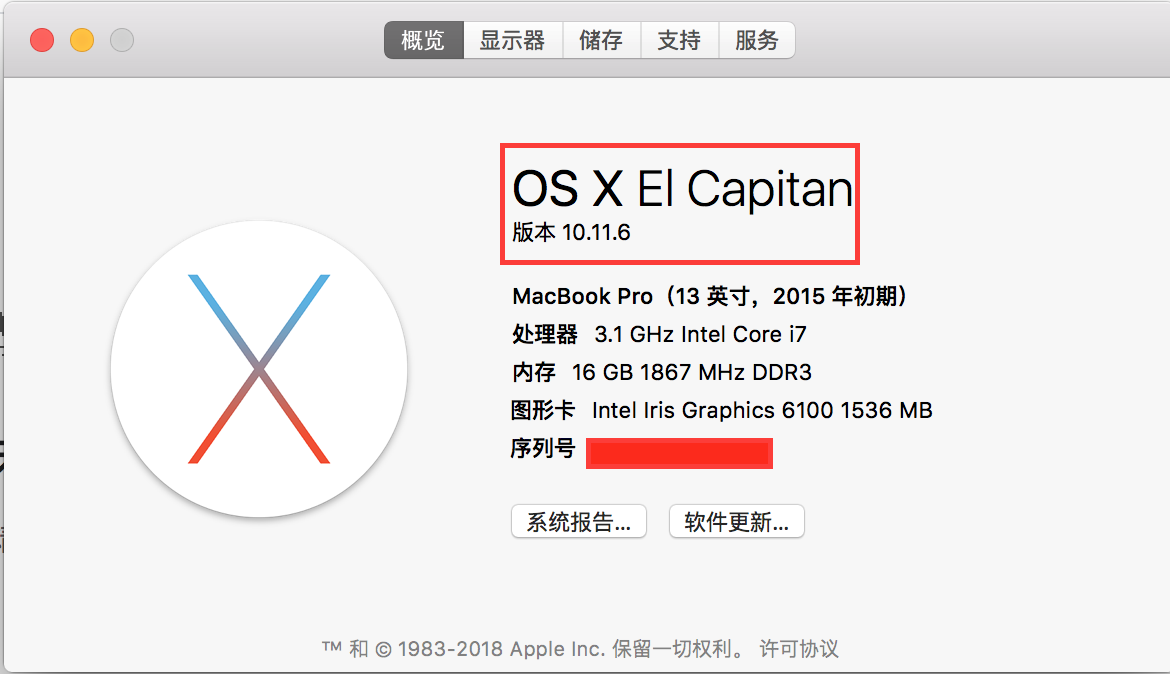 概览 显示器 储存 支持 服务
OS X El Capitan
版本 10.11.6
MacBook Pro（13 英寸，2015 年初期）
处理器 3.1 GHz Intel Core i7
内存 16 GB 1867 MHz DDR3
图形卡 Intel Iris Graphics 6100 1536 MB
序列号
系统报告... 软件更新...
™ 和 © 1983-2018 Apple Inc. 保留一切权利。 许可协议